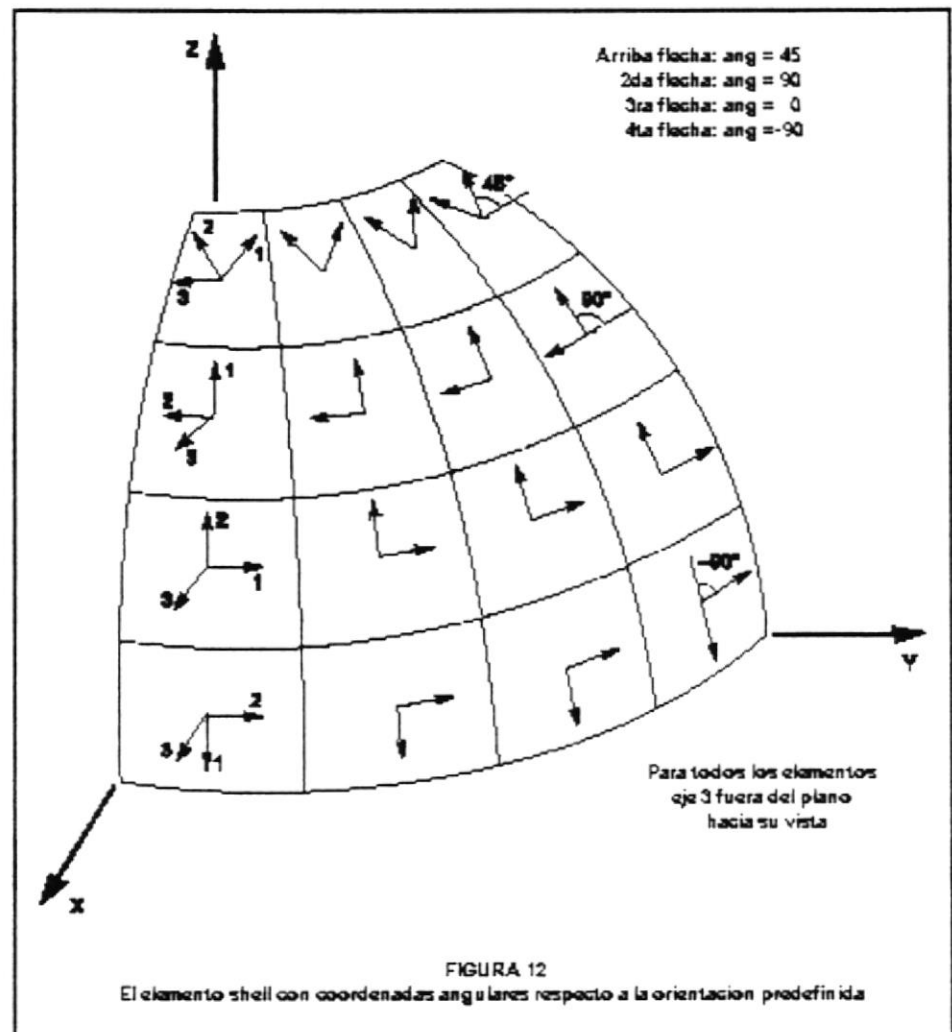 Z
Arriba flecha: ang = 45
2da flecha: ang = 90
3ra flecha: ang = 0
4ta flecha: ang =-90
45°
2
1
3
90°
1
2
3
2
1
3
-90°
Y
2
3
1
Para todos los elementos
eje 3 fuera del plano
hacia su vista
X
FIGURA 12
El elemento shell con coordenadas angulares respecto a la orientacion predefinida